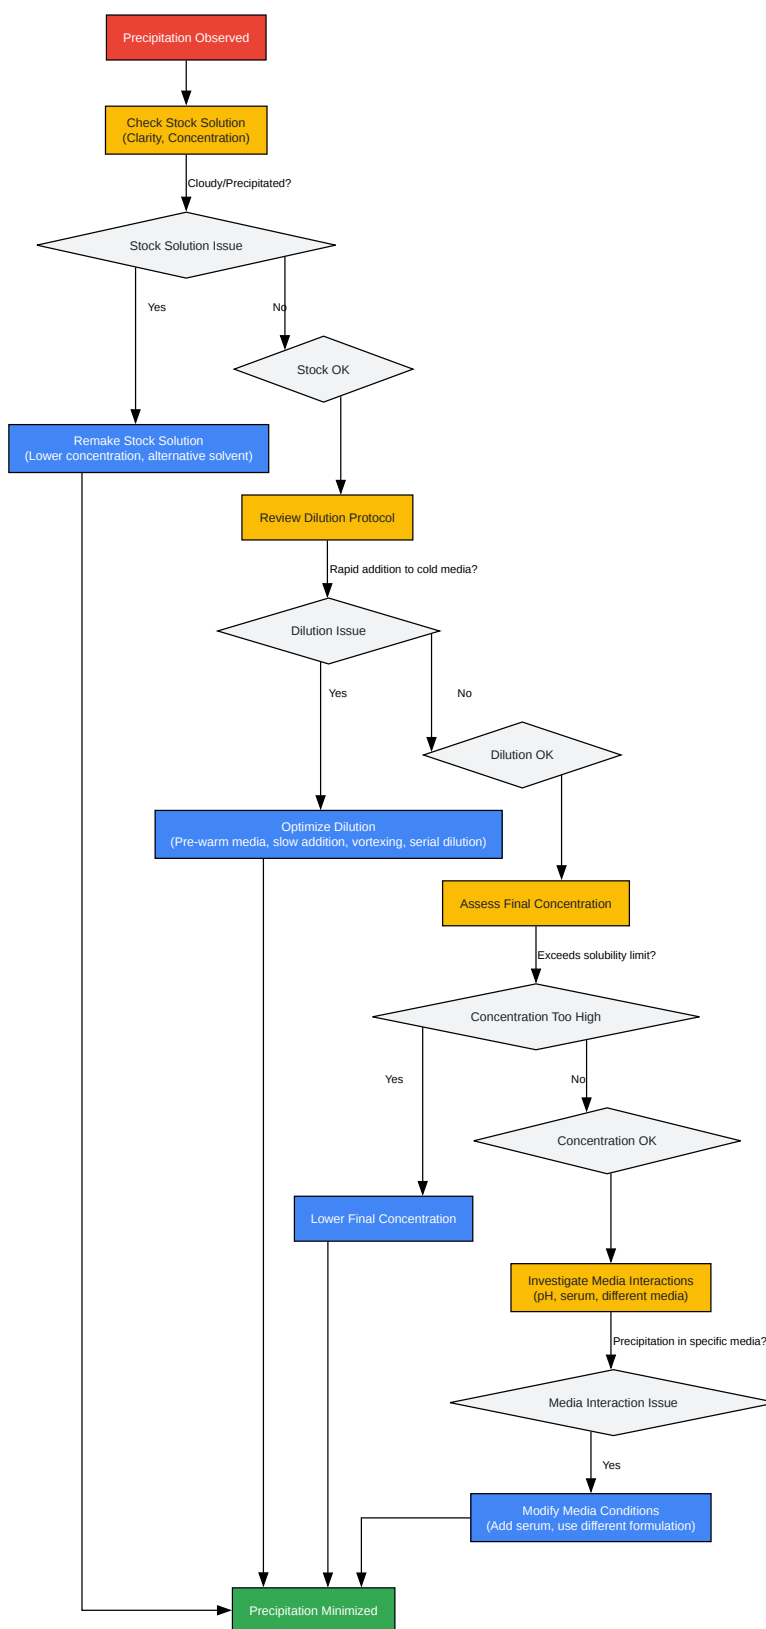 Precipitation Observed
Check Stock Solution
(Clarity, Concentration)
Cloudy/Precipitated?
Stock Solution Issue
Yes
No
Stock OK
Remake Stock Solution
(Lower concentration, alternative solvent)
Review Dilution Protocol
Rapid addition to cold media?
Dilution Issue
Yes
No
Dilution OK
Optimize Dilution
(Pre-warm media, slow addition, vortexing, serial dilution)
Assess Final Concentration
Exceeds solubility limit?
Concentration Too High
Yes
No
Concentration OK
Lower Final Concentration
Investigate Media Interactions
(pH, serum, different media)
Precipitation in specific media?
Media Interaction Issue
Yes
Modify Media Conditions
(Add serum, use different formulation)
Precipitation Minimized